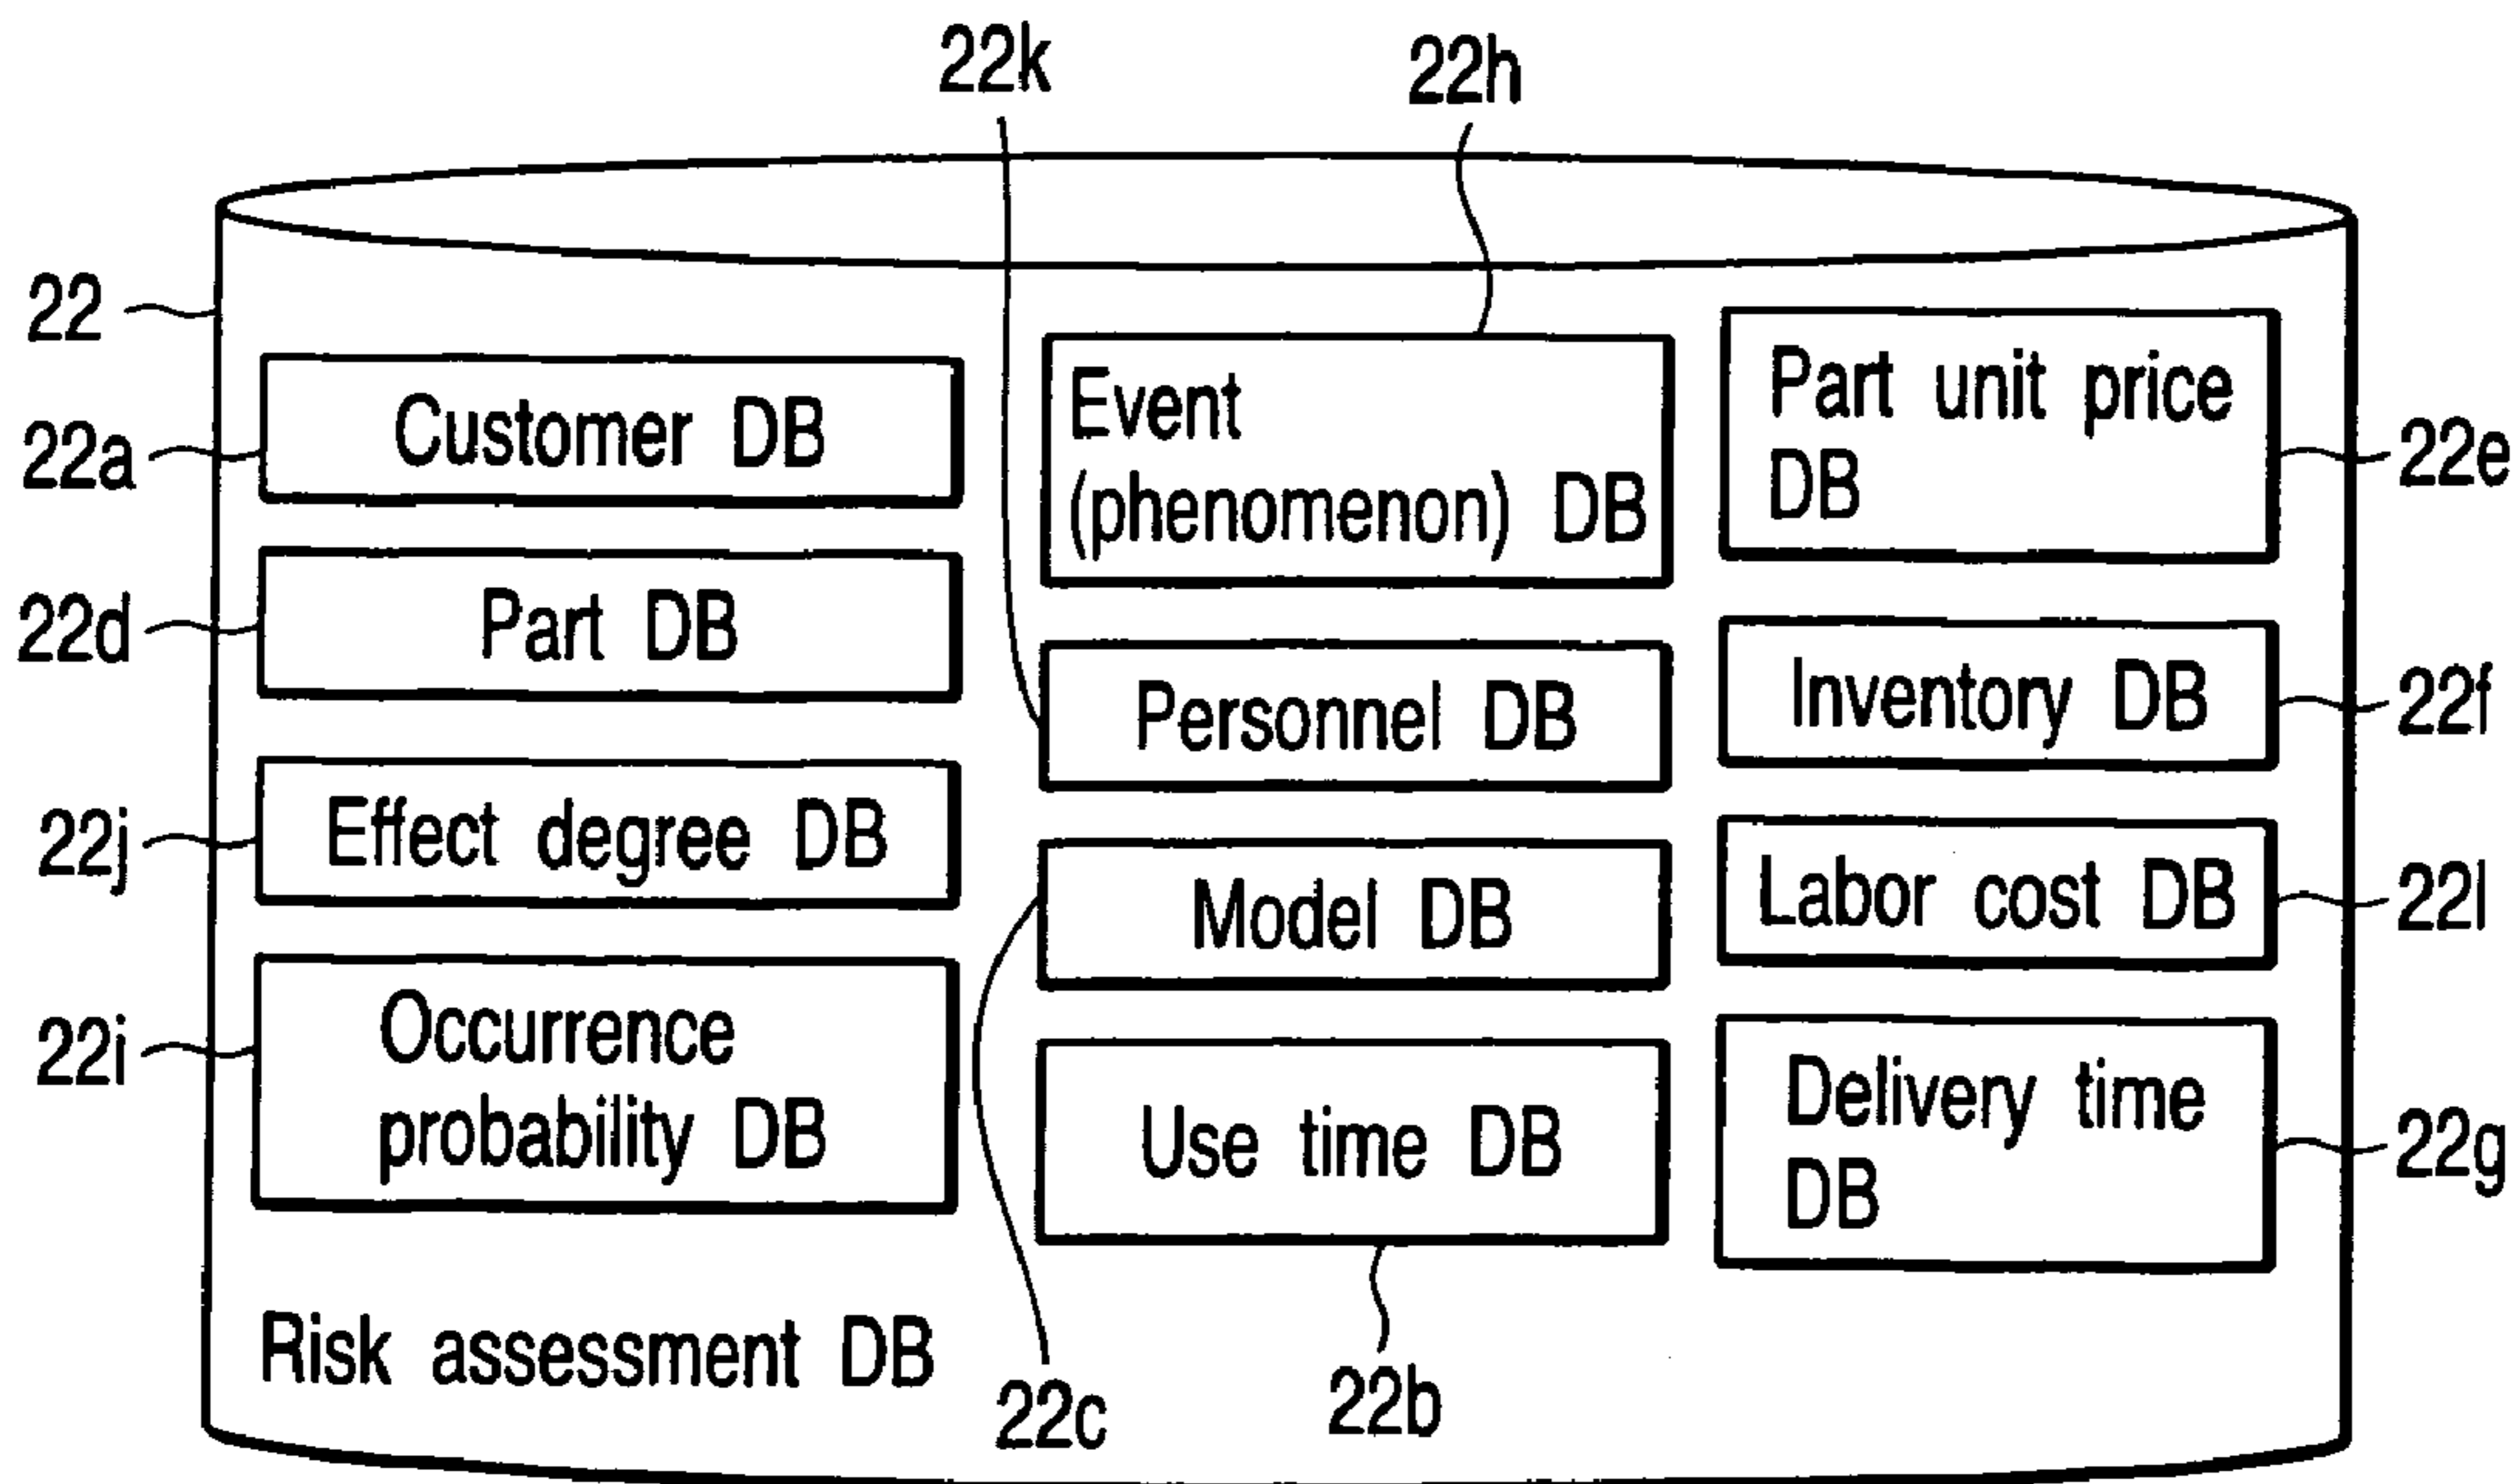 22k
22h
22
22a
Customer DB
22d
Part DB
22j
Effect degree DB
22i
Occurrence
probability DB
Risk assessment DB
Event
(phenomenon) DB
Personnel DB
Model DB
Use time DB
22c
22b
Part unit price
DB
22e
Inventory DB
22f
Labor cost DB
22l
Delivery time
DB
22g